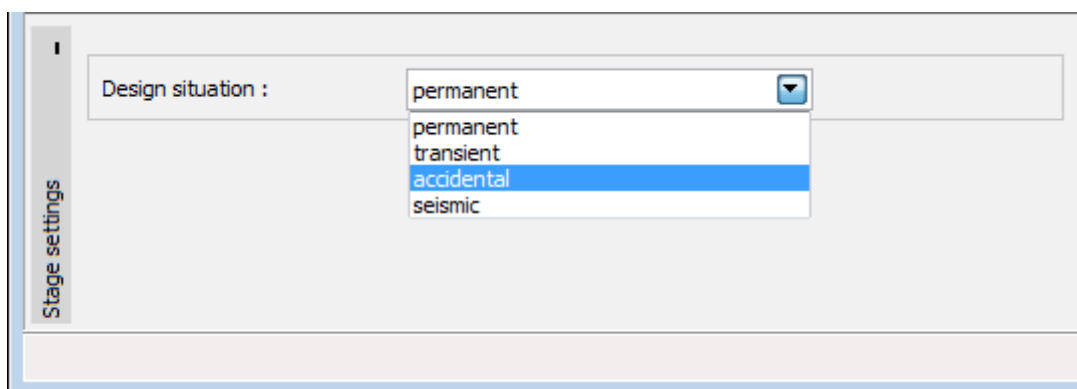 Design situation :
permanent
permanent
transient
accidental
seismic
Stage settings